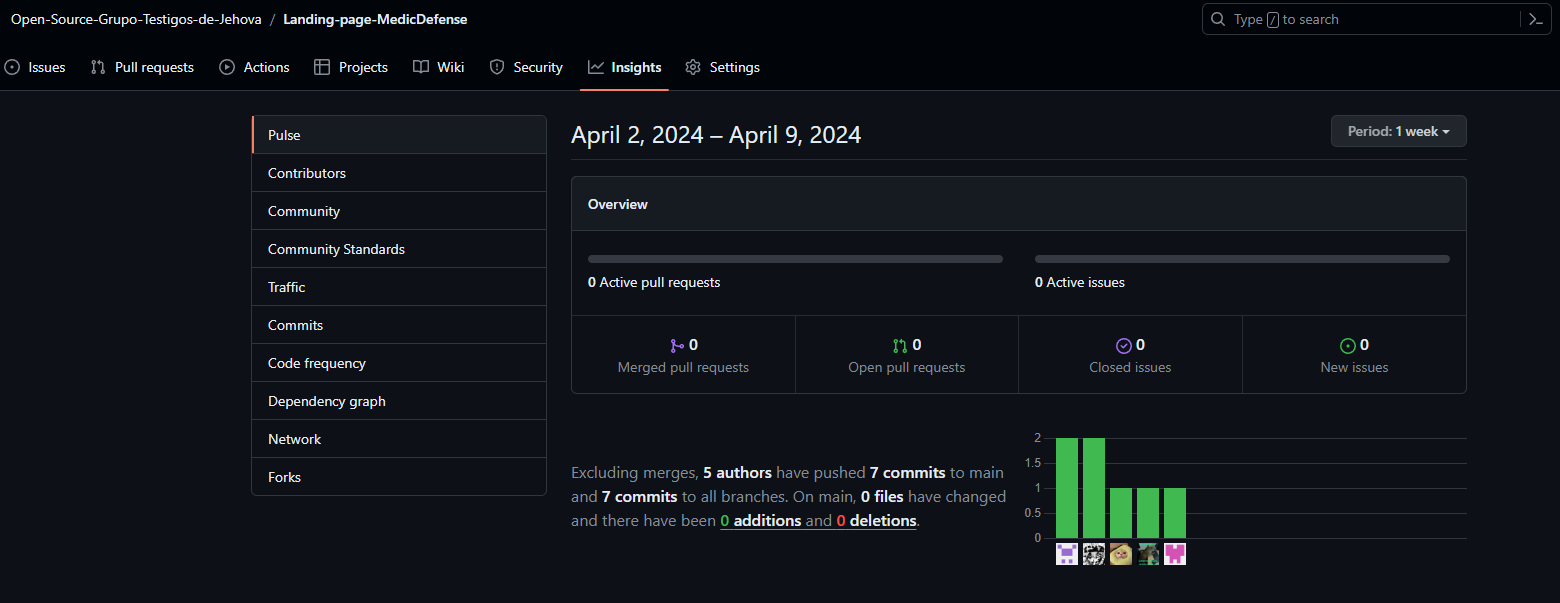 Open-Source-Grupo-Testigos-de-Jehova / Landing-page-MedicDefense
Type / to search
Issues Pull requests Actions Projects Wiki Security Insights Settings
Pulse
Contributors
Community
Community Standards
Traffic
Commits
Code frequency
Dependency graph
Network
Forks
April 2, 2024 – April 9, 2024
Period: 1 week
Overview
0 Active pull requests
0 Active issues
0
Merged pull requests
0
Open pull requests
0
Closed issues
0
New issues
Excluding merges, 5 authors have pushed 7 commits to main
and 7 commits to all branches. On main, 0 files have changed
and there have been 0 additions and 0 deletions.
2
1.5
1
0.5
0